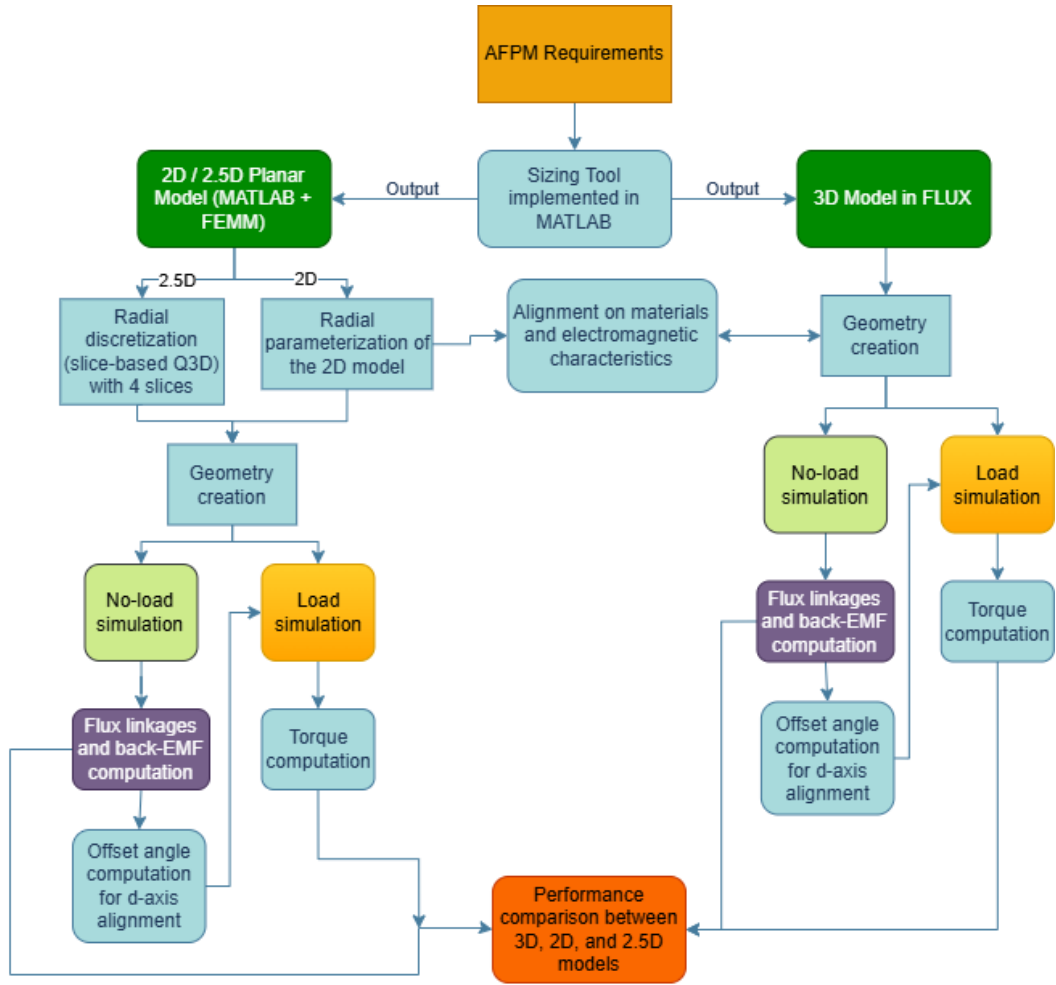 AFPM Requirements
2D / 2.5D Planar
Model (MATLAB +
FEMM)
Output
Sizing Tool
implemented in
MATLAB
Output
3D Model in FLUX
2.5D
2D
Radial
discretization
(slice-based Q3D)
with 4 slices
Radial
parameterization of
the 2D model
Alignment on materials
and electromagnetic
characteristics
Geometry
creation
Geometry
creation
No-load
simulation
Load
simulation
Flux linkages
and back-EMF
computation
Torque
computation
Offset angle
computation
for d-axis
alignment
No-load
simulation
Load
simulation
Flux linkages
and back-EMF
computation
Torque
computation
Offset angle
computation
for d-axis
alignment
Performance
comparison between
3D, 2D, and 2.5D
models